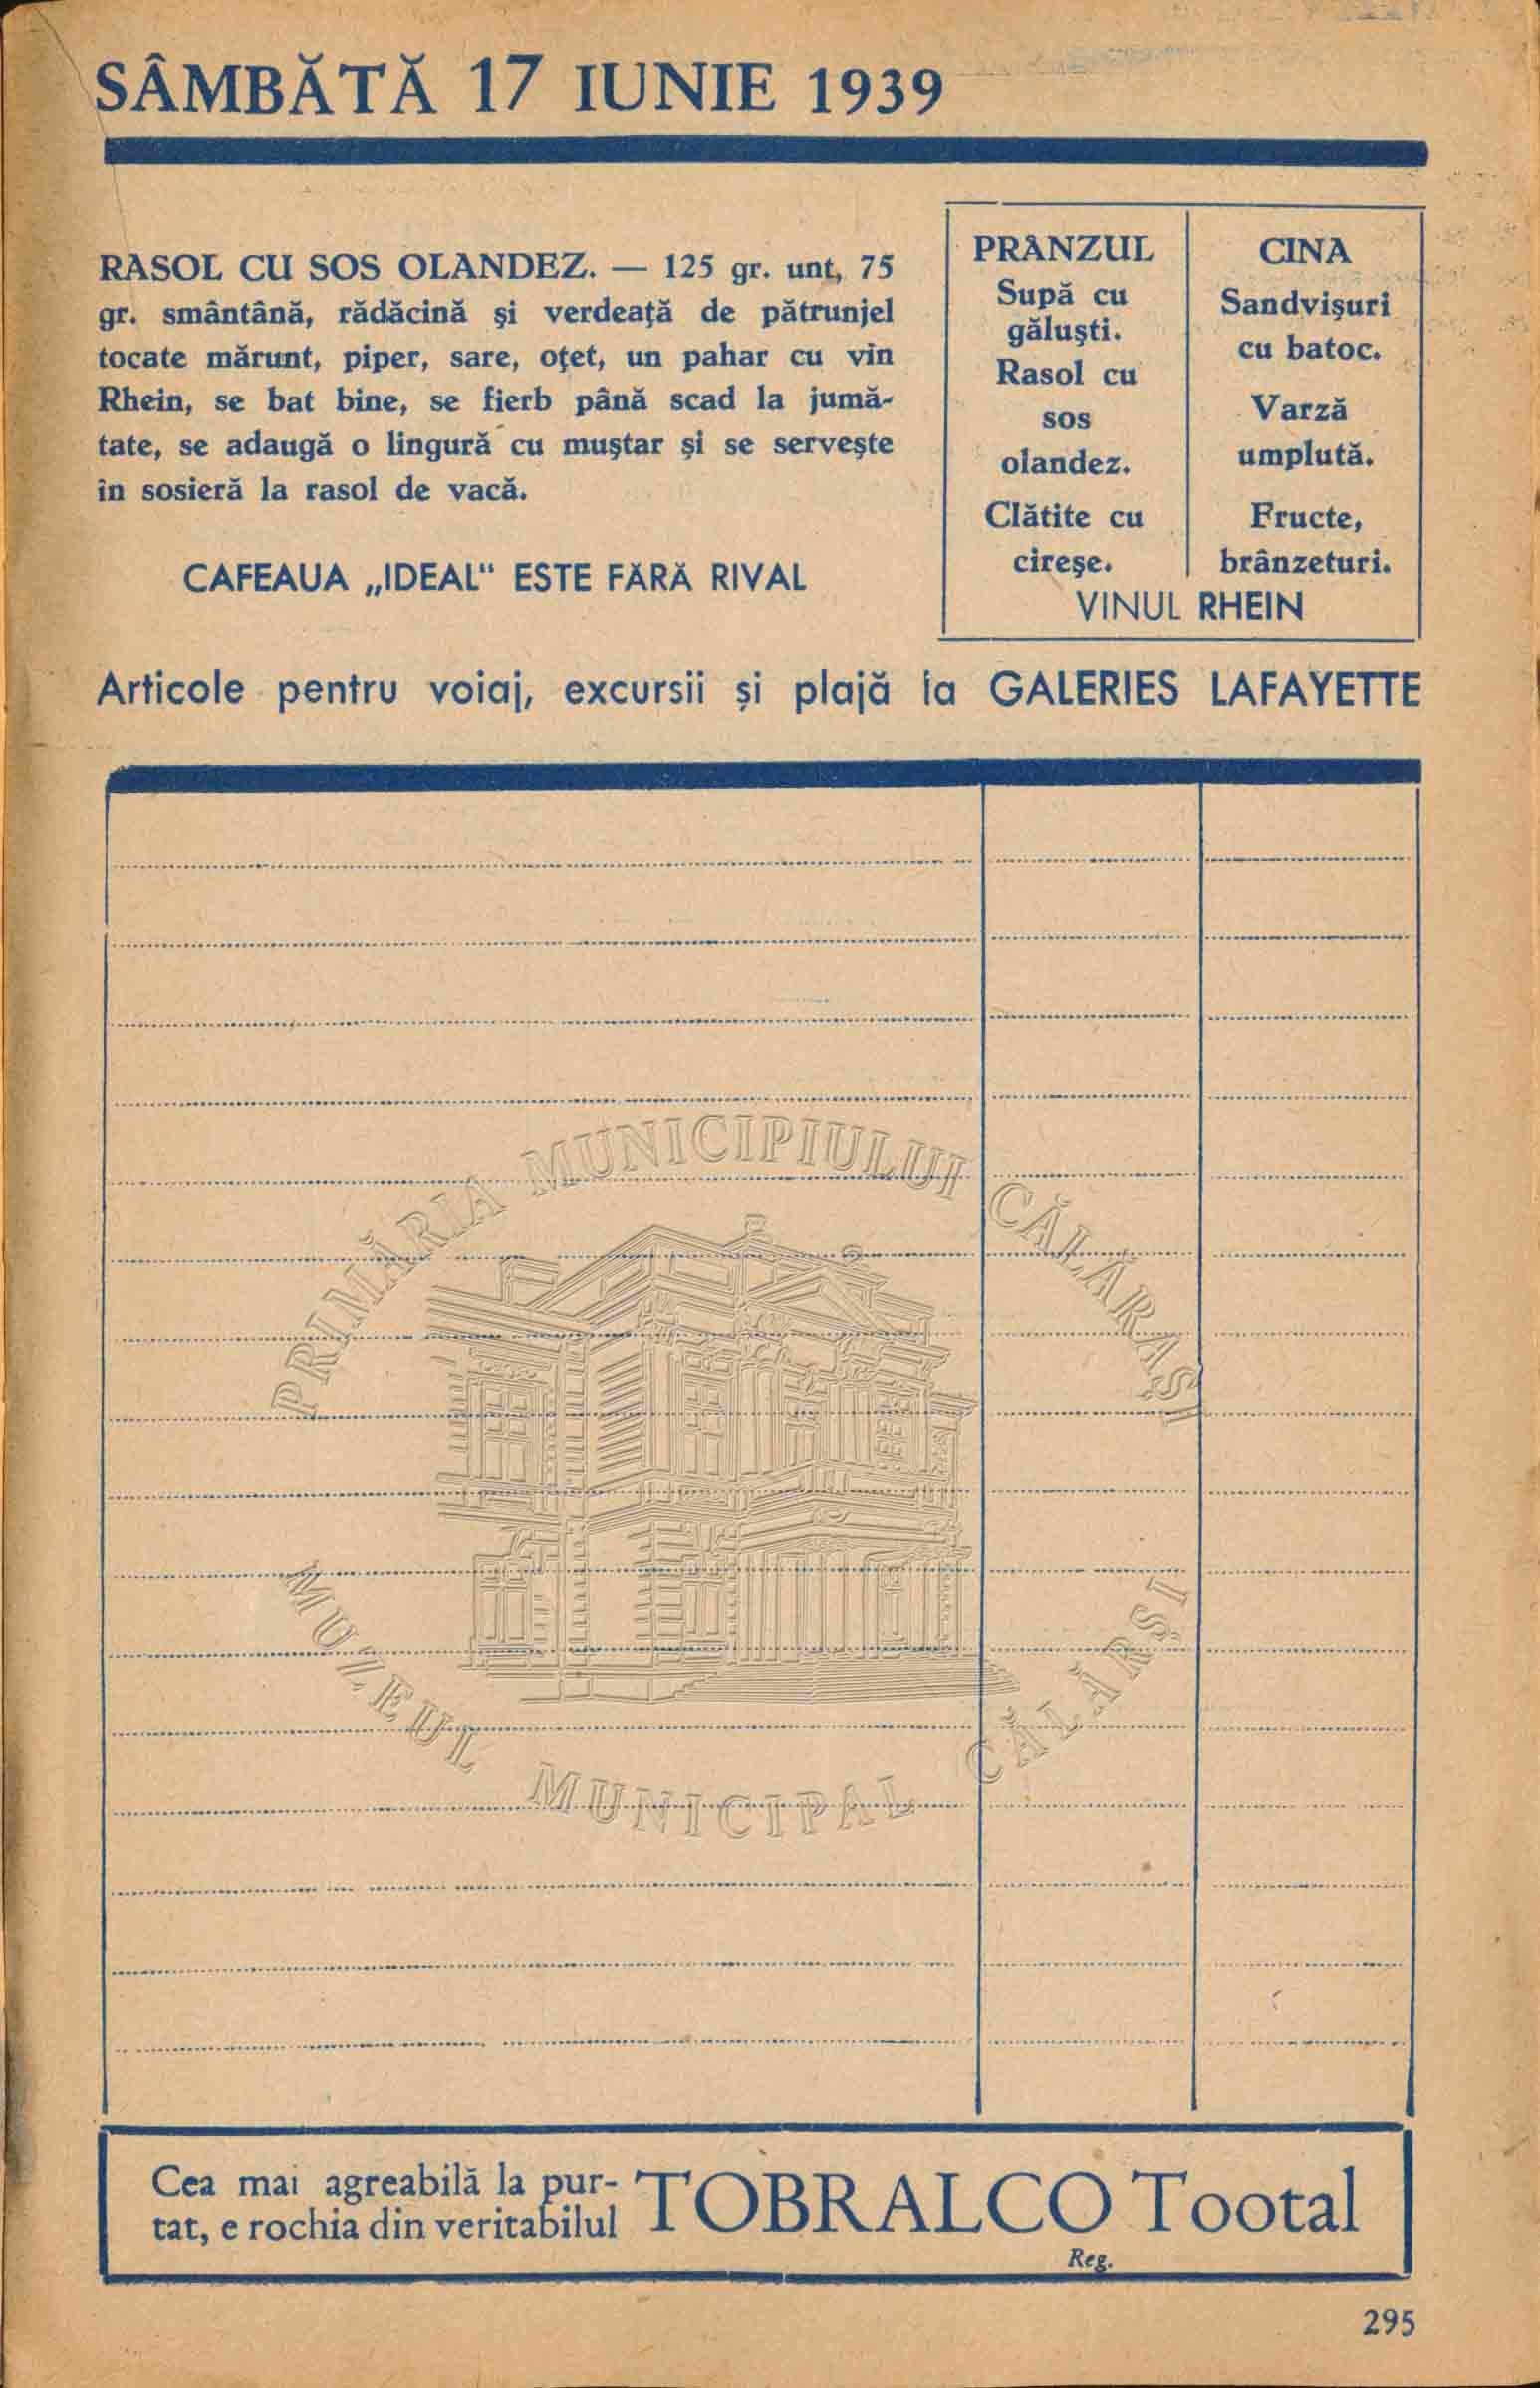 SÂMBĂTĂ 17 IUNIE 1939
RASOL CU SOS OLANDEZ. — 125 gr. unt, 75
gr. smântână, rădăcină şi verdeaţă de pătrunjel
tocate mărunt, piper, sare, oţet, un pahar cu vin
Rhein, se bat bine, se fierb până scad la jumă-
tate, se adaugă o lingură cu muştar şi se serveşte
în sosieră la rasol de vacă.
CAFEAUA „IDEAL“ ESTE FĂRĂ RIVAL
PRÂNZUL
Supă cu
găluşti.
Rasol cu
sos
olandez.
Clătite cu
cireşe.
CINA
Sandvişuri
cu batoc.
Varză
umplută.
Fructe,
brânzeturi.
VINUL RHEIN
Articole pentru voiaj, excursii şi plajă la GALERIES LAFAYETTE
PRIMĂRIA MUNICIPIULUI CĂLĂRAŞI
MUZEUL MUNICIPAL CĂLĂRŞI
Cea mai agreabilă la pur-
tat, e rochia din veritabilul
TOBRALCO Tootal
Reg.
295